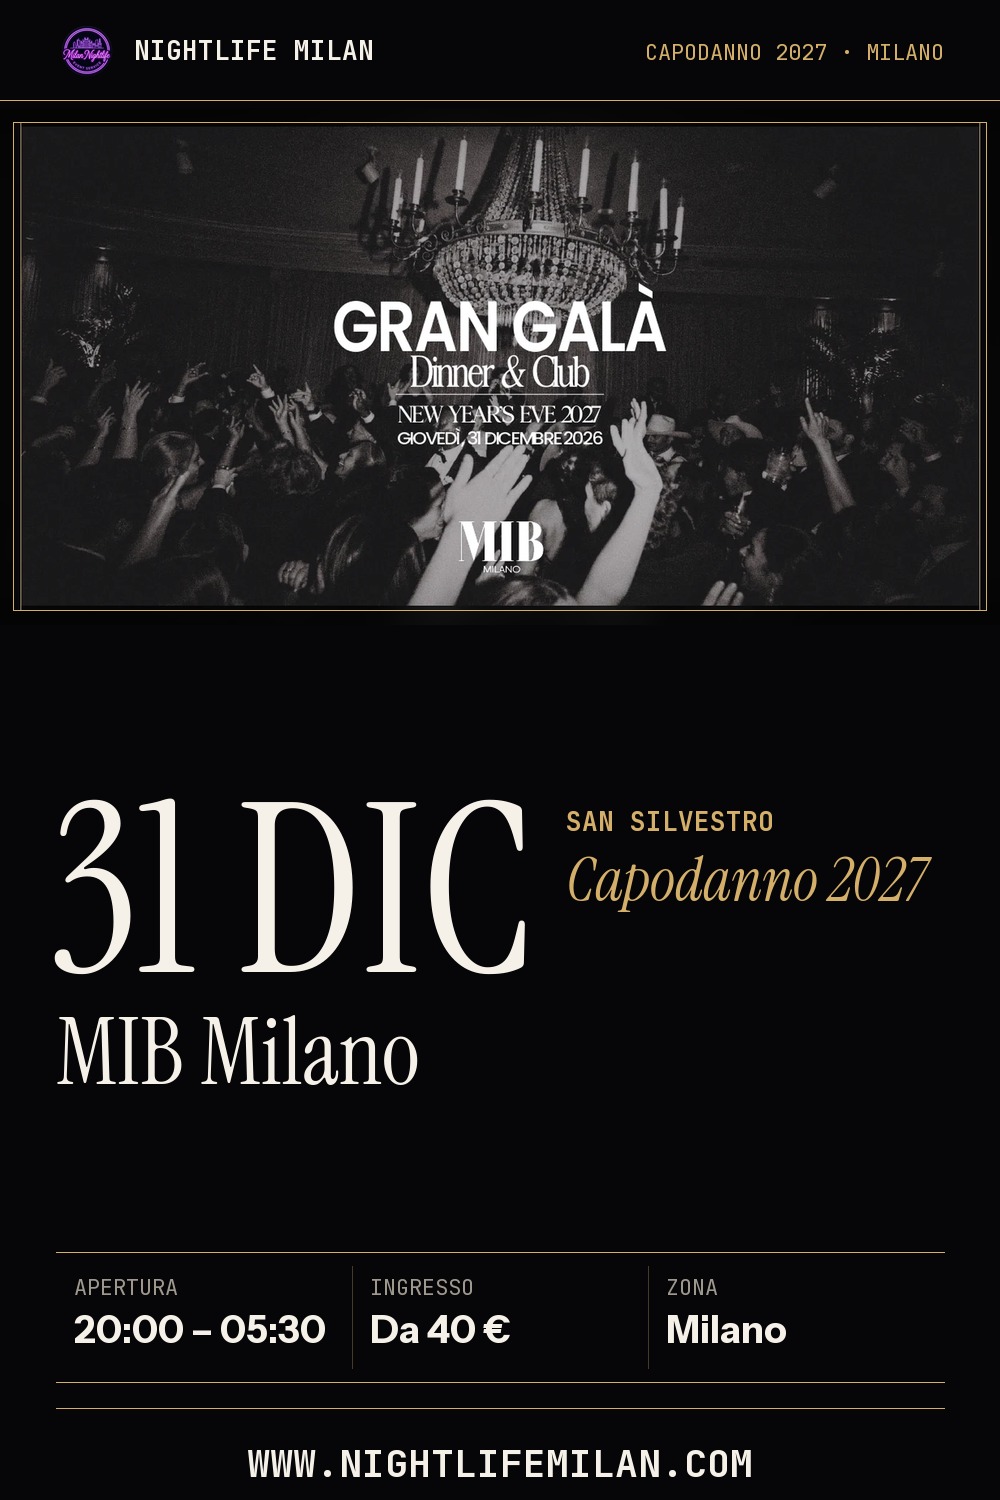 Milan Nightlife
NIGHTLIFE MILAN
CAPODANNO 2027 · MILANO
GRAN GALÀ
Dinner & Club
NEW YEAR'S EVE 2027
GIOVEDÌ, 31 DICEMBRE 2026
MIB
MILANO
31 DIC
SAN SILVESTRO
Capodanno 2027
MIB Milano
APERTURA
INGRESSO
ZONA
20:00 – 05:30
Da 40 €
Milano
WWW.NIGHTLIFEMILAN.COM